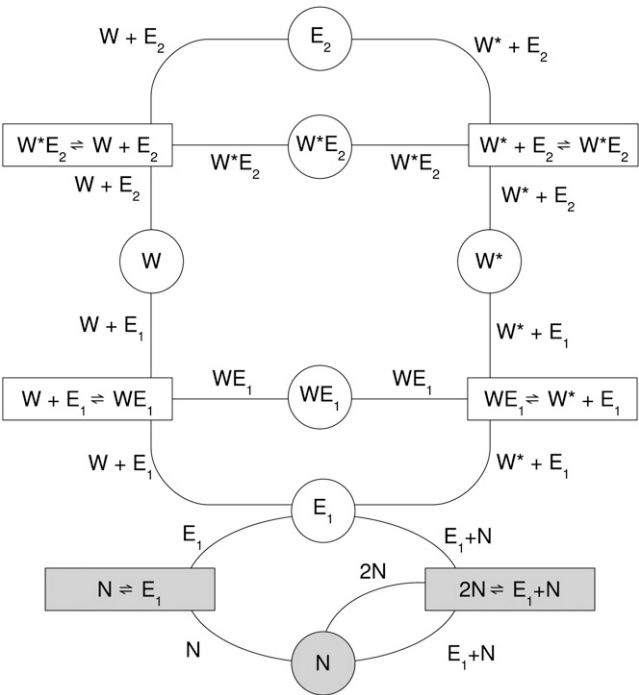 W + E₂
E₂
W* + E₂
W*E₂ ⇌ W + E₂
W*E₂
W*E₂
W*E₂
W* + E₂ ⇌ W*E₂
W + E₂
W* + E₂
W
W*
W + E₁
W* + E₁
WE₁
WE₁
W + E₁ ⇌ WE₁
WE₁
WE₁ ⇌ W* + E₁
W + E₁
W* + E₁
E₁
E₁
E₁+N
2N
N ⇌ E₁
2N ⇌ E₁+N
N
N
E₁+N